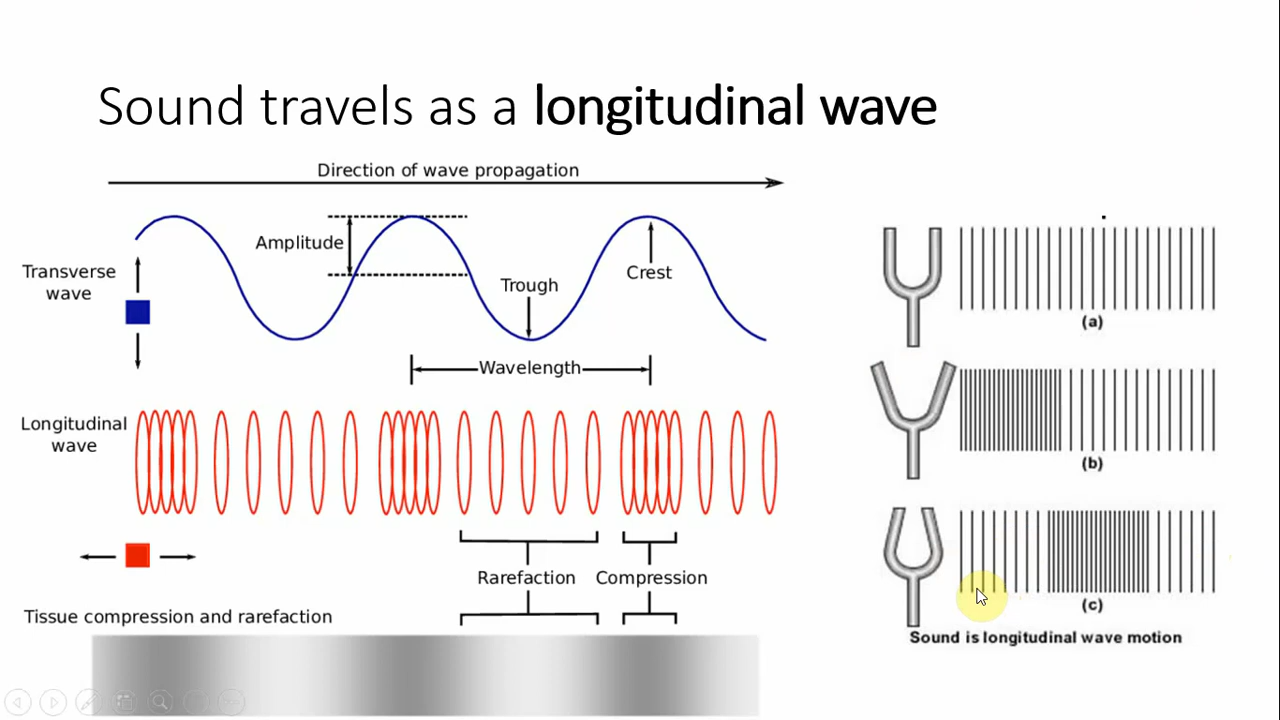 Sound travels as a longitudinal wave
Direction of wave propagation
Amplitude
Transverse
wave
Trough
Crest
Wavelength
Longitudinal
wave
Rarefaction
Compression
Tissue compression and rarefaction
(a)
(b)
(c)
Sound is longitudinal wave motion